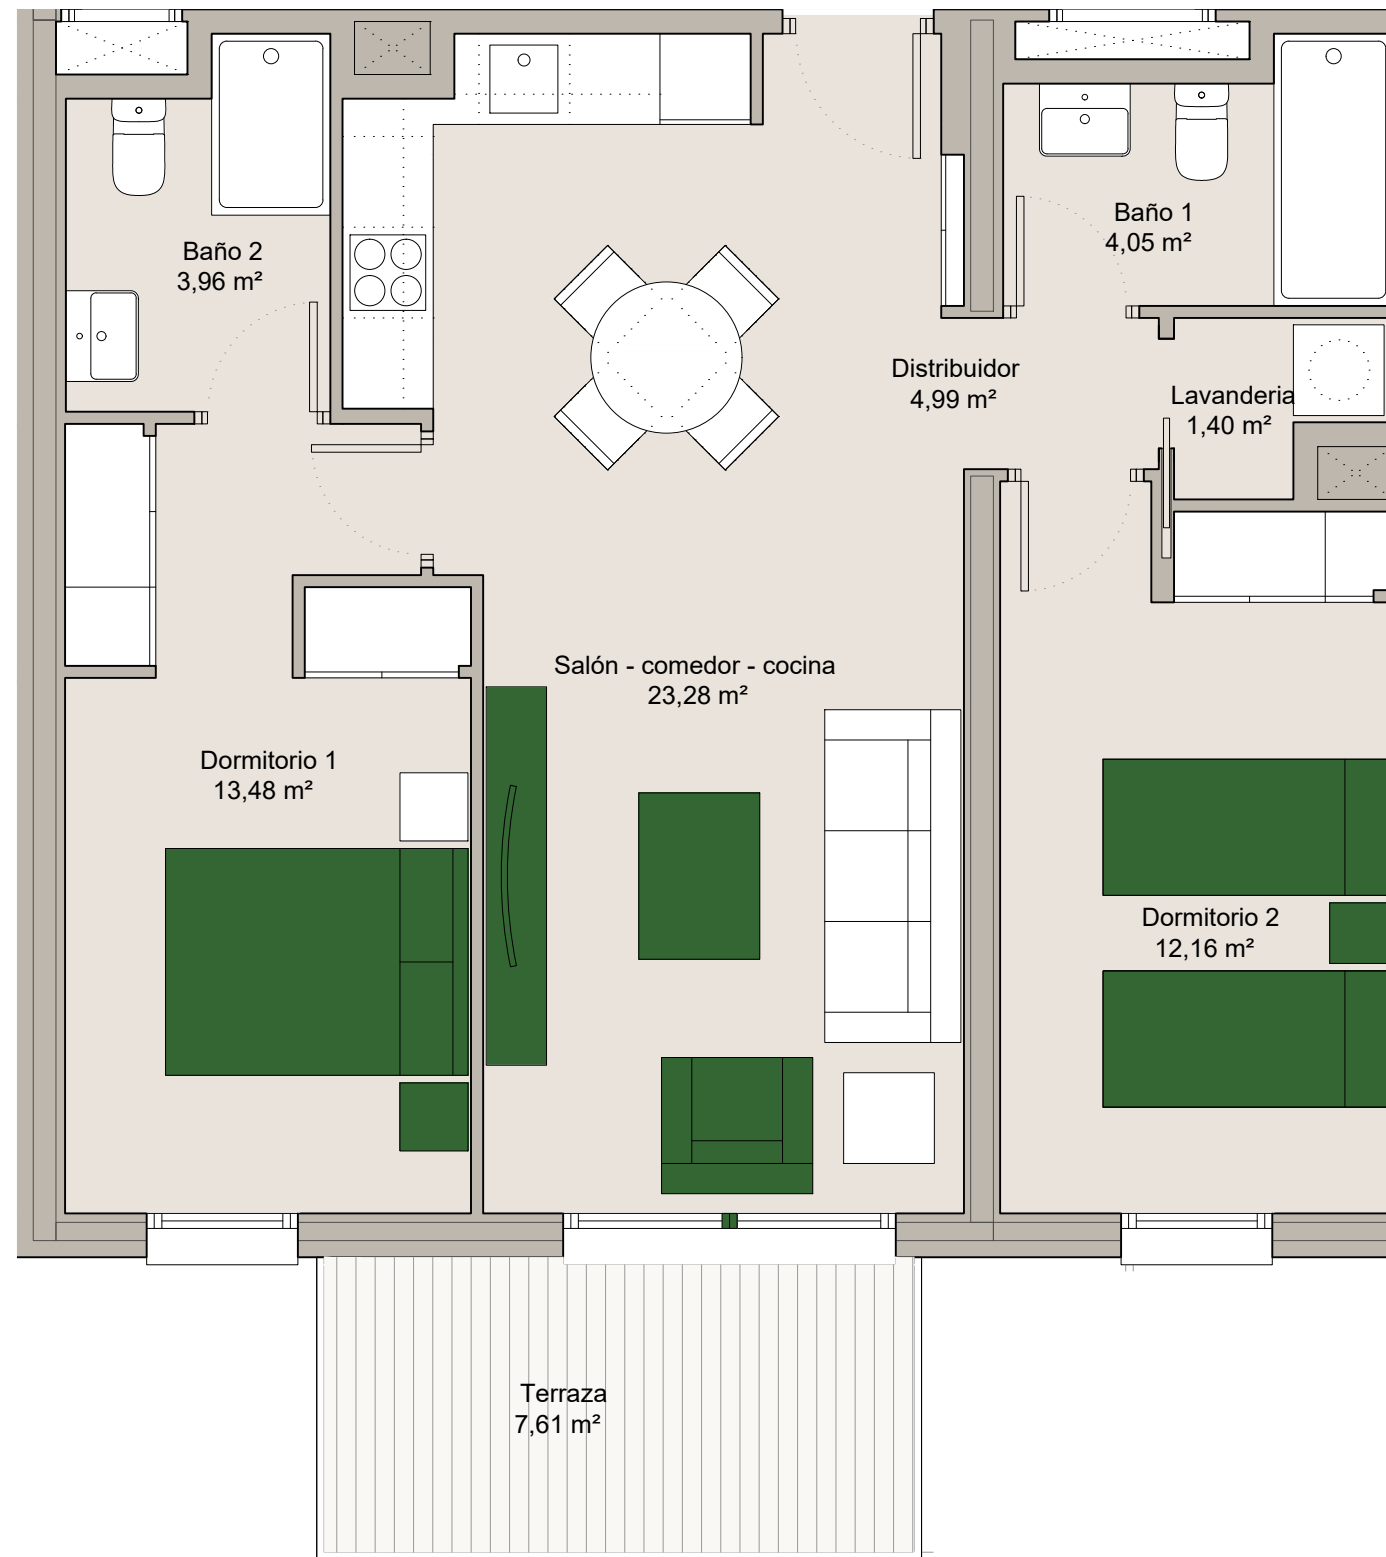 Baño 1
4,05 m²
Baño 2
3,96 m²
Distribuidor
4,99 m²
Lavanderia
1,40 m²
Salón - comedor - cocina
23,28 m²
Dormitorio 1
13,48 m²
Dormitorio 2
12,16 m²
Terraza
7,61 m²